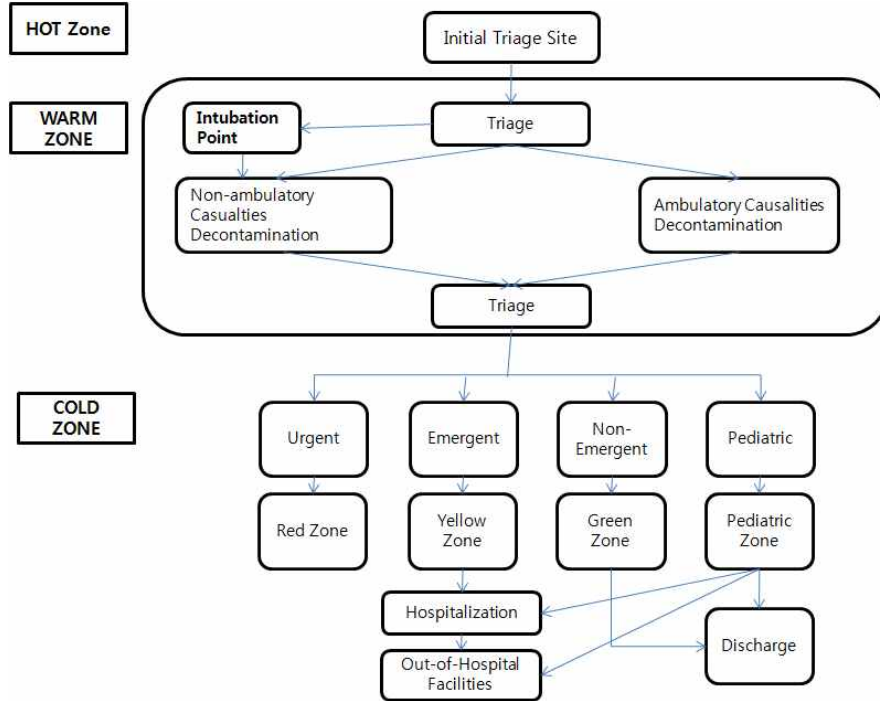 HOT Zone
Initial Triage Site
WARM
ZONE
Intubation
Point
Triage
Non-ambulatory
Casualties
Decontamination
Ambulatory Causalities
Decontamination
Triage
COLD
ZONE
Urgent
Emergent
Non-
Emergent
Pediatric
Red Zone
Yellow
Zone
Green
Zone
Pediatric
Zone
Hospitalization
Out-of-Hospital
Facilities
Discharge